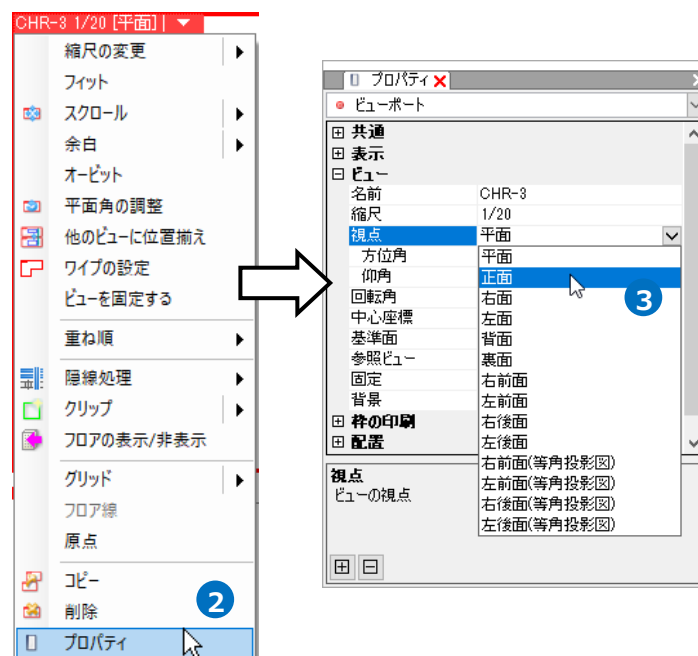 CHR-3 1/20 [平面] | ▼
縮尺の変更
フィット
スクロール
余白
オービット
平面角の調整
他のビューに位置揃え
ワイプの設定
ビューを固定する
重ね順
隠線処理
クリップ
フロアの表示/非表示
グリッド
フロア線
原点
コピー
削除
2
プロパティ
プロパティ
ビューポート
共通
表示
ビュー
名前 CHR-3
縮尺 1/20
視点 平面
方位角
仰角
回転角
中心座標
基準面
参照ビュー
固定
背景
枠の印刷
配置
平面
正面
3
右面
左面
背面
裏面
右前面
左前面
右後面
左後面
右前面(等角投影図)
左前面(等角投影図)
右後面(等角投影図)
左後面(等角投影図)
視点
ビューの視点